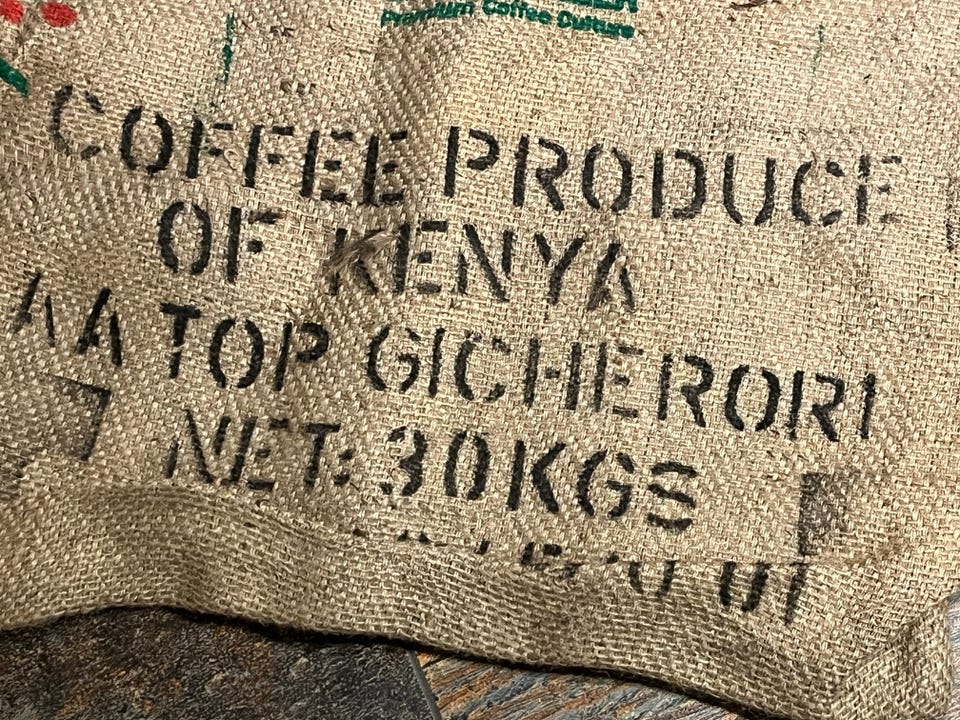 Premium Coffee Culture
COFFEE PRODUCE
OF KENYA
AA TOP GICHERORI
NET: 30KGS